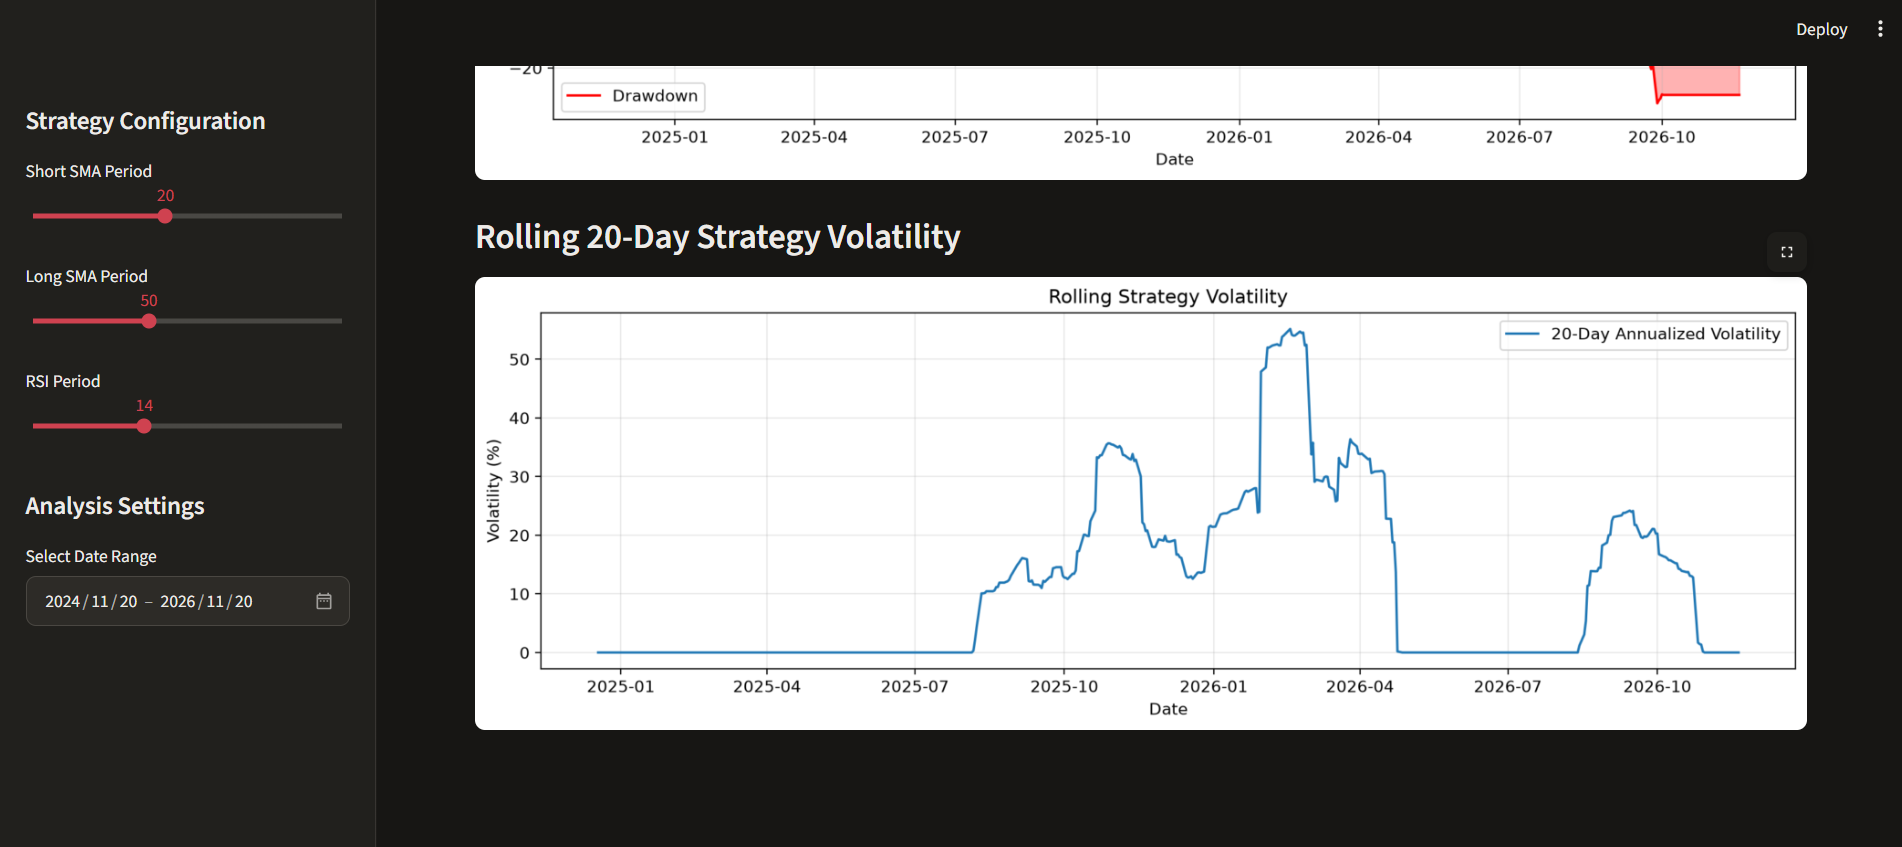 Deploy
Strategy Configuration
Short SMA Period
20
Long SMA Period
50
RSI Period
14
Analysis Settings
Select Date Range
2024/11/20 – 2026/11/20
−20
Drawdown
2025-01 2025-04 2025-07 2025-10 2026-01 2026-04 2026-07 2026-10
Date
Rolling 20-Day Strategy Volatility
Rolling Strategy Volatility
20-Day Annualized Volatility
Volatility (%)
50
40
30
20
10
0
2025-01 2025-04 2025-07 2025-10 2026-01 2026-04 2026-07 2026-10
Date